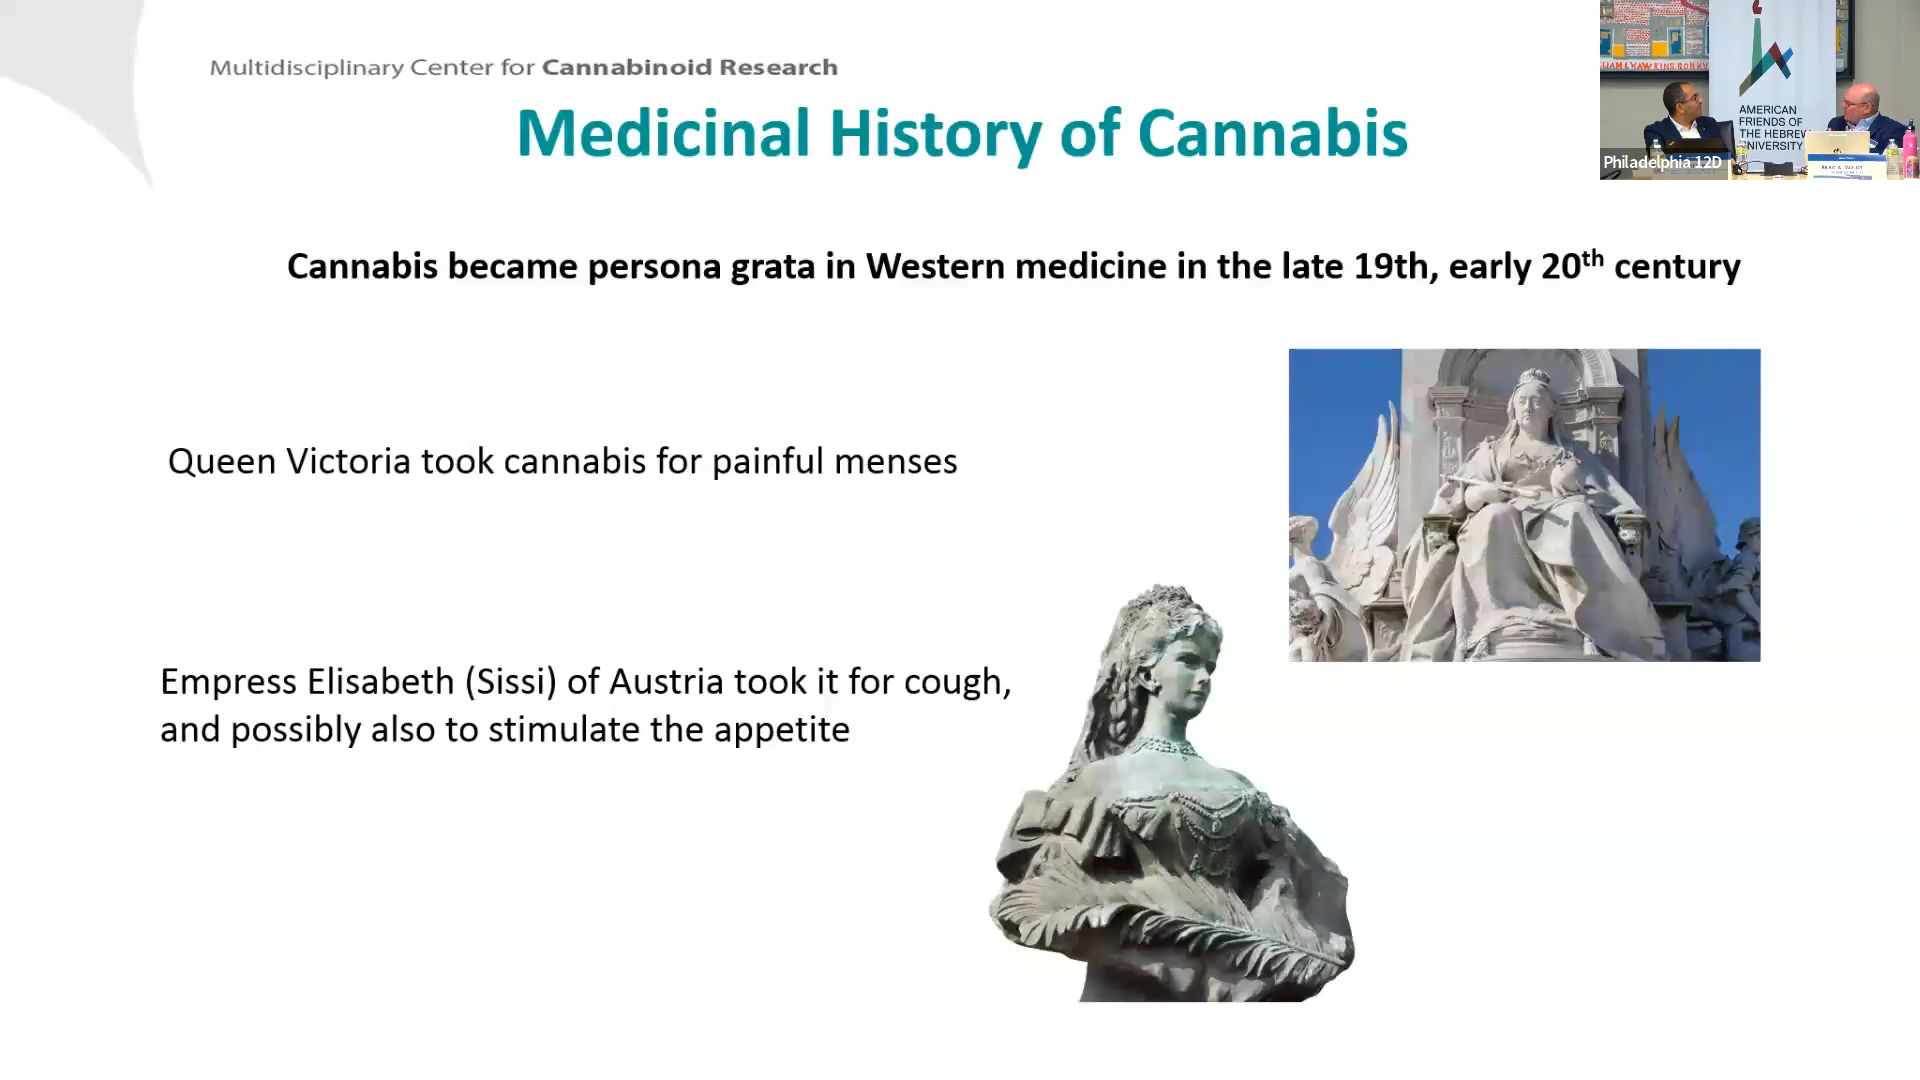 Multidisciplinary Center for Cannabinoid Research
Medicinal History of Cannabis
Cannabis became persona grata in Western medicine in the late 19th, early 20th century
Queen Victoria took cannabis for painful menses
Empress Elisabeth (Sissi) of Austria took it for cough,
and possibly also to stimulate the appetite
AMERICAN
FRIENDS OF
THE HEBREW
UNIVERSITY
Philadelphia 12D